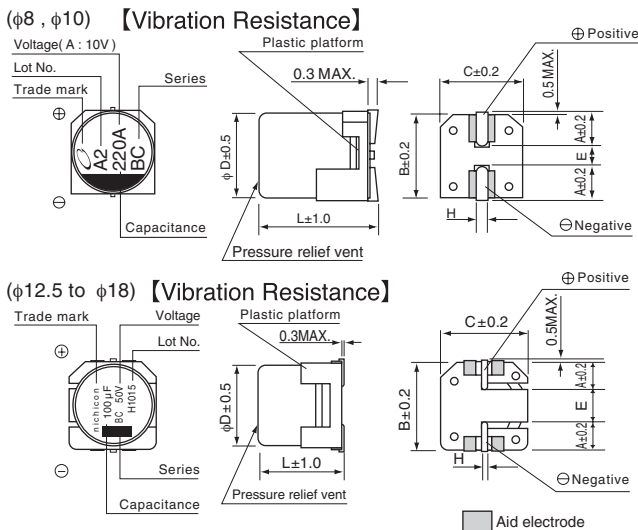 (φ8 , φ10) 【Vibration Resistance】
Voltage( A : 10V )
Lot No.
Trade mark
Series
⊕
⊖
A2
220A
BC
Capacitance
Plastic platform
0.3 MAX.
φD±0.5
L±1.0
Pressure relief vent
⊕ Positive
C±0.2
0.5 MAX.
B±0.2
A±0.2
E
A±0.2
H
⊖ Negative
(φ12.5 to φ18) 【Vibration Resistance】
Trade mark
Voltage
Lot No.
⊕
⊖
nichicon
100μF
BC 50V
H1015
Series
Capacitance
Plastic platform
0.3MAX.
φD±0.5
L±1.0
Pressure relief vent
⊕ Positive
C±0.2
0.5MAX.
B±0.2
A±0.2
E
A±0.2
H
⊖ Negative
Aid electrode